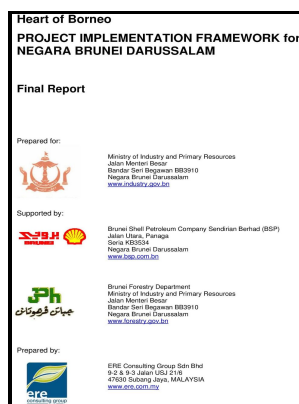 Heart of Borneo
PROJECT IMPLEMENTATION FRAMEWORK for
NEGARA BRUNEI DARUSSALAM
Final Report
Prepared for:
Ministry of Industry and Primary Resources
Jalan Menteri Besar
Bandar Seri Begawan BB3910
Negara Brunei Darussalam
www.industry.gov.bn
Supported by:
Brunei Shell Petroleum Company Sendirian Berhad (BSP)
Jalan Utara, Panaga
Seria KB3534
Negara Brunei Darussalam
www.bsp.com.bn
BRUNEI
Brunei Forestry Department
Ministry of Industry and Primary Resources
Jalan Menteri Besar
Bandar Seri Begawan BB3910
Negara Brunei Darussalam
www.forestry.gov.bn
Prepared by:
ERE Consulting Group Sdn Bhd
9-2 & 9-3 Jalan USJ 21/6
47630 Subang Jaya, MALAYSIA
www.ere.com.my
ere
consulting group